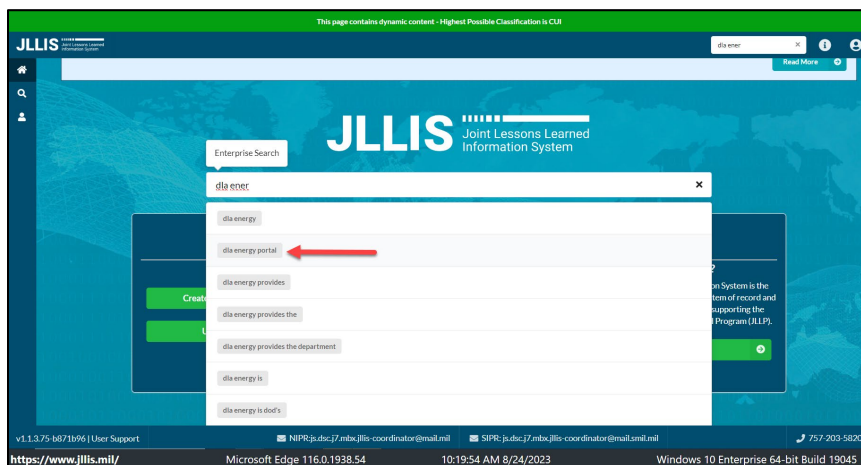 This page contains dynamic content - Highest Possible Classification is CUI
JLLIS Joint Lessons Learned
Information System
dla ener
Read More
JLLIS Joint Lessons Learned
Information System
Enterprise Search
dla ener
dla energy
dla energy portal
dla energy provides
dla energy provides the
dla energy provides the department
dla energy is
dla energy is dod's
Create
U
?
on System is the
tem of record and
supporting the
Program (JLLP).
v1.1.3.75-b871b96 | User Support
NIPR:js.dsc.j7.mbx.jllis-coordinator@mail.mil
SIPR: js.dsc.j7.mbx.jllis-coordinator@mail.smil.mil
757-203-5820
https://www.jllis.mil/
Microsoft Edge 116.0.1938.54
10:19:54 AM 8/24/2023
Windows 10 Enterprise 64-bit Build 19045